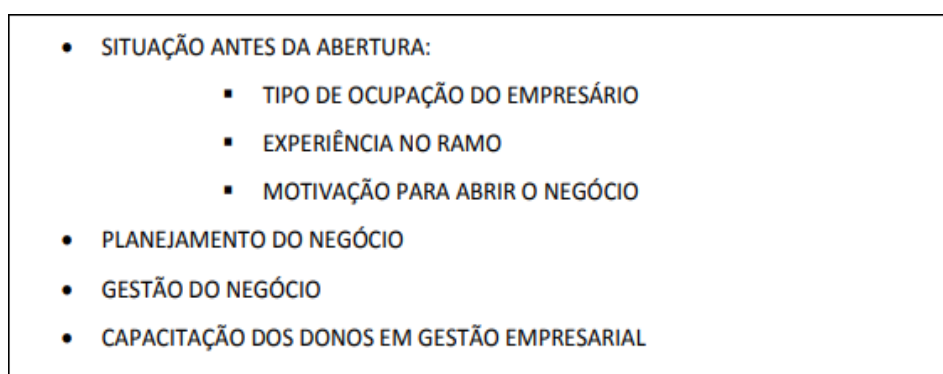 • SITUAÇÃO ANTES DA ABERTURA:
▪ TIPO DE OCUPAÇÃO DO EMPRESÁRIO
▪ EXPERIÊNCIA NO RAMO
▪ MOTIVAÇÃO PARA ABRIR O NEGÓCIO
• PLANEJAMENTO DO NEGÓCIO
• GESTÃO DO NEGÓCIO
• CAPACITAÇÃO DOS DONOS EM GESTÃO EMPRESARIAL